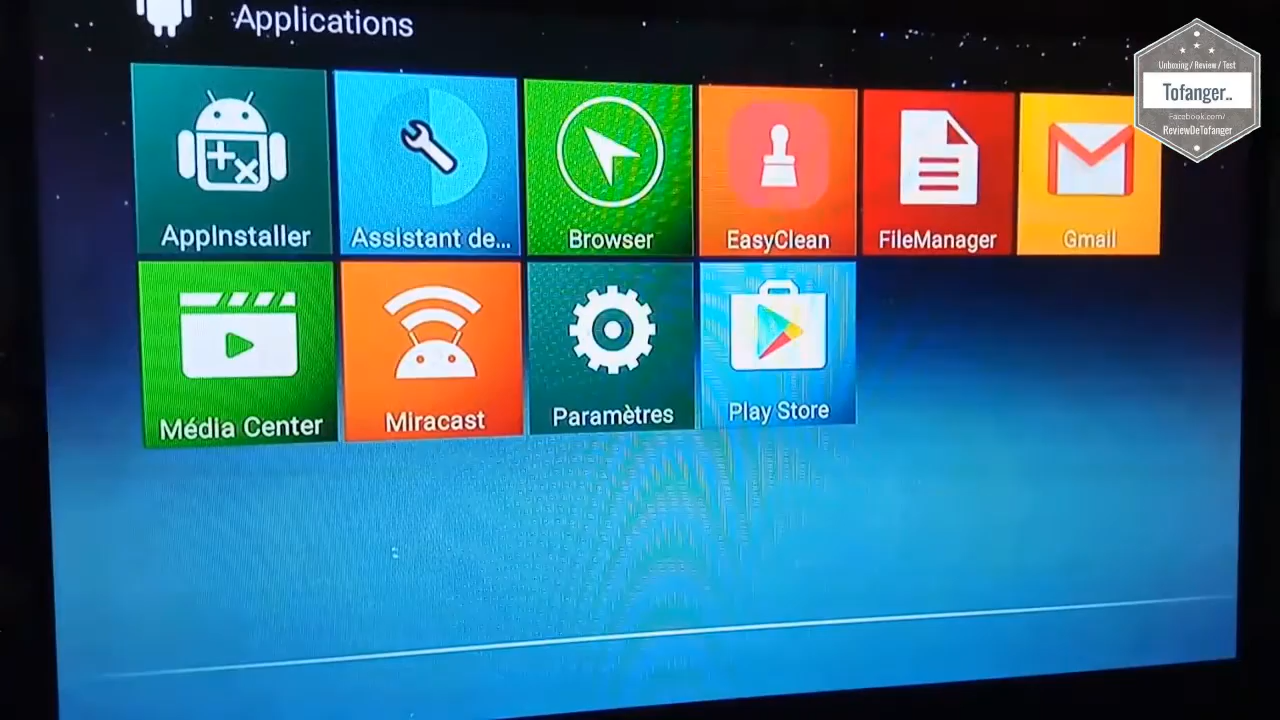 Applications
Unboxing / Review / Test
Tofanger..
Facebook.com/
ReviewDeTofanger
AppInstaller
Assistant de...
Browser
EasyClean
FileManager
Gmail
Média Center
Miracast
Paramètres
Play Store